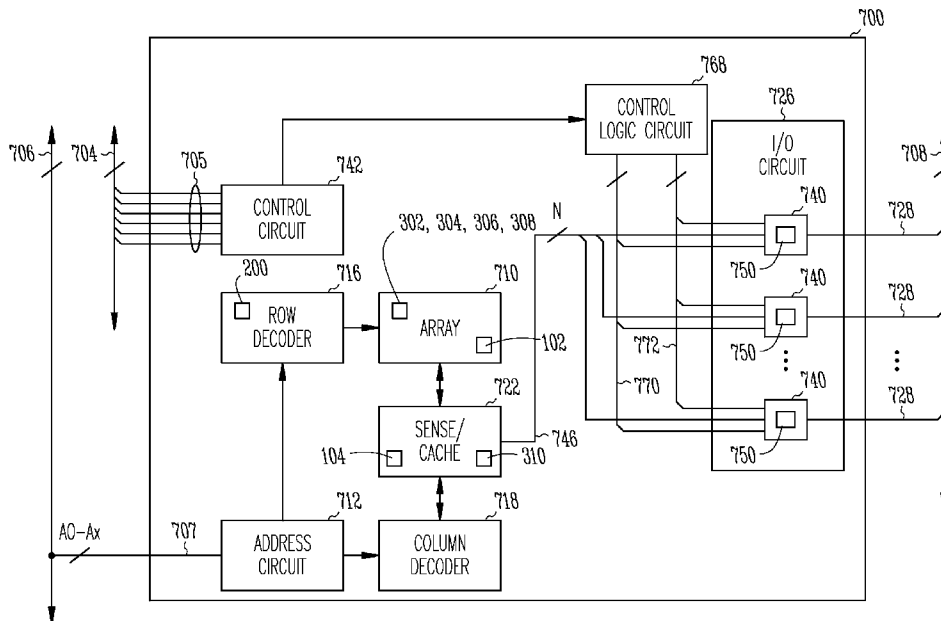 700
768
CONTROL
LOGIC CIRCUIT
726
I/O
CIRCUIT
706
704
705
742
CONTROL
CIRCUIT
708
740
750
728
N
302, 304, 306, 308
200
716
ROW
DECODER
710
ARRAY
102
740
750
728
772
770
722
SENSE/
CACHE
104
310
746
740
750
728
AO-Ax
707
712
ADDRESS
CIRCUIT
718
COLUMN
DECODER